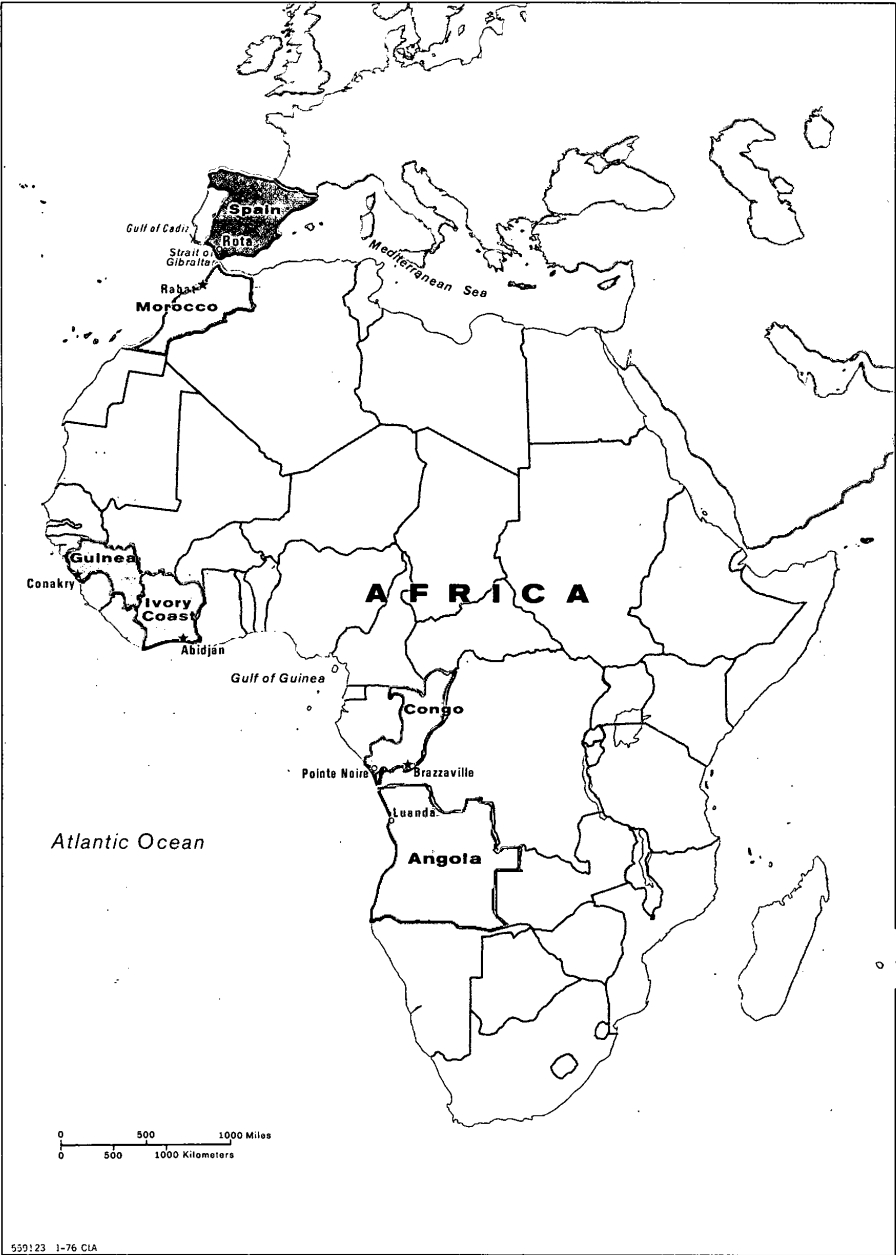 Spain
Gulf of Cadiz
Rota
Strait of
Gibraltar
Mediterranean Sea
Rabat
Morocco
Guinea
Conakry
AFRICA
Ivory
Coast
Abidjan
Gulf of Guinea
Congo
Pointe Noire
Brazzaville
Luanda
Atlantic Ocean
Angola
0 500 1000 Miles
0 500 1000 Kilometers
559123 1-76 CIA